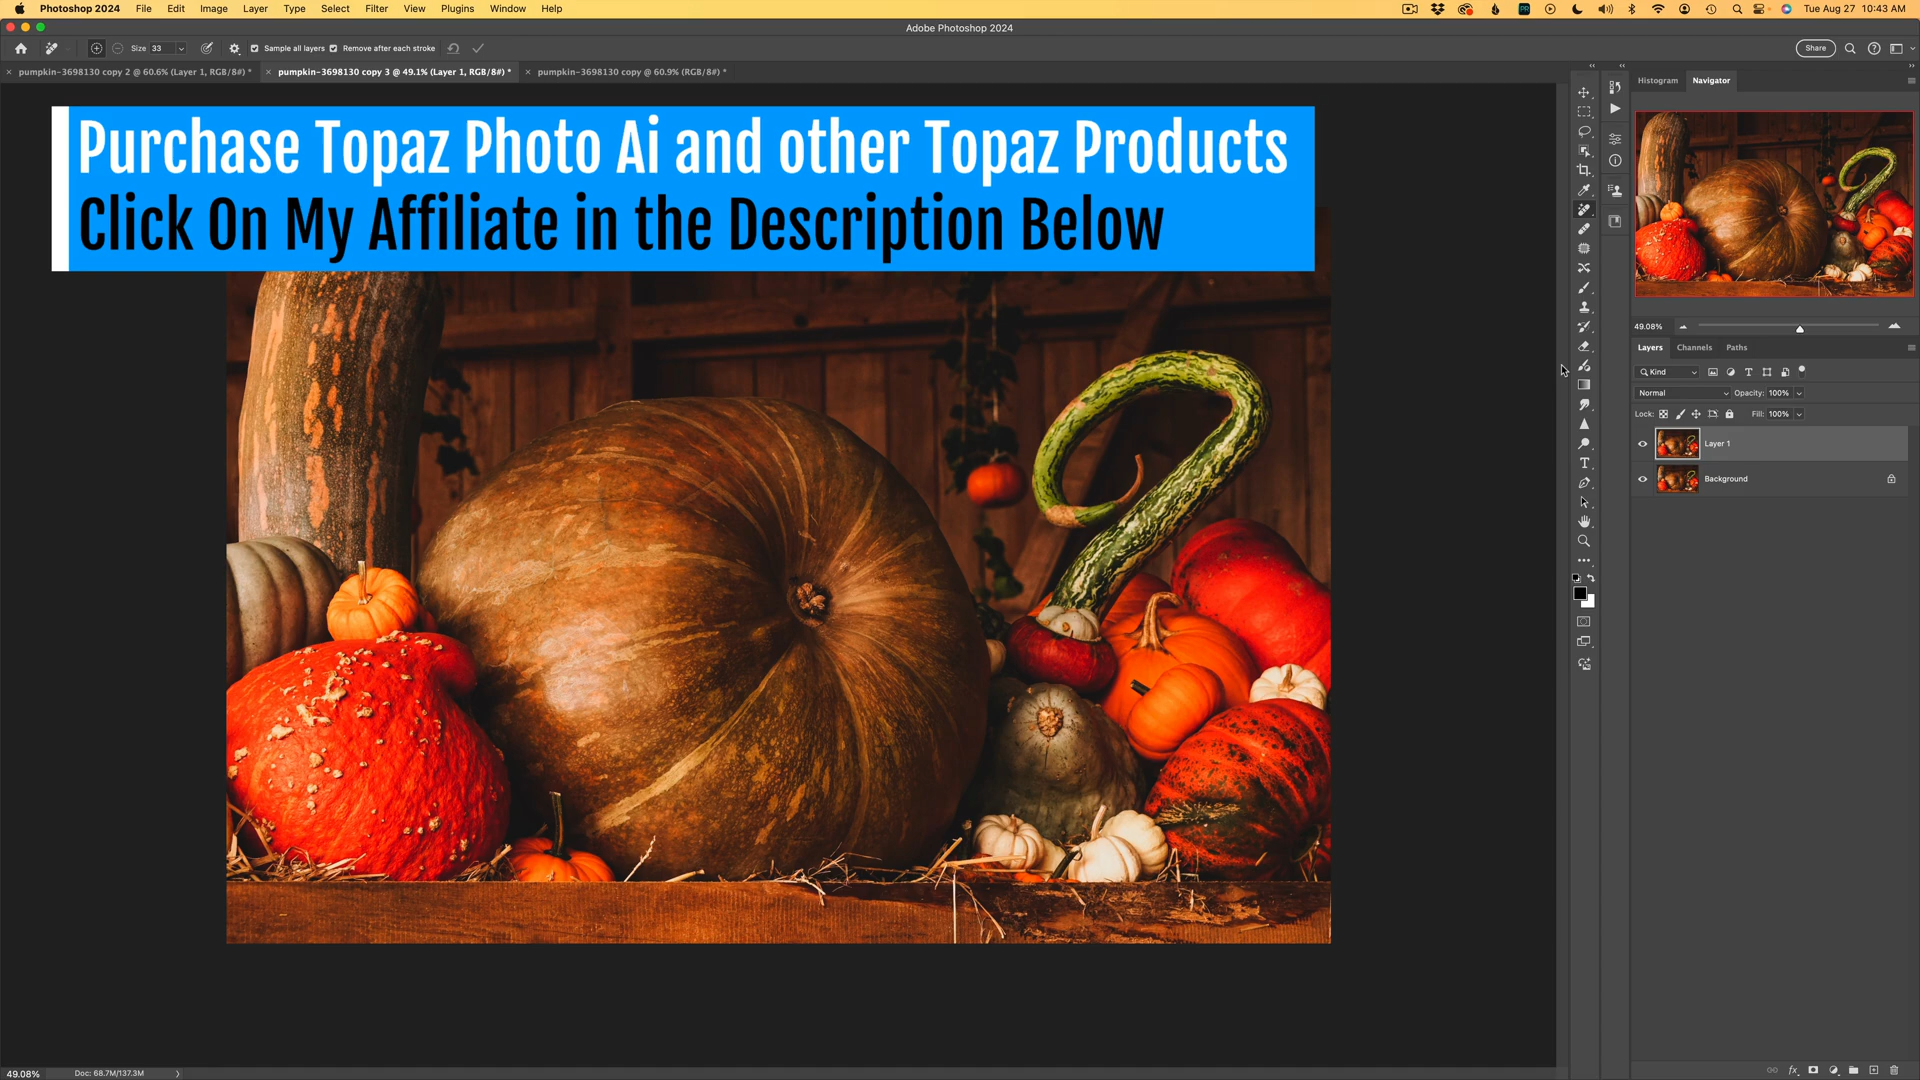 Photoshop 2024 File Edit Image Layer Type Select Filter View Plugins Window Help Tue Aug 27 10:43 AM
Adobe Photoshop 2024
Size 33 Sample all layers Remove after each stroke Share
pumpkin-3698130 copy 2 @ 60.6% (Layer 1, RGB/8#) * pumpkin-3698130 copy 3 @ 49.1% (Layer 1, RGB/8#) * pumpkin-3698130 copy @ 60.9% (RGB/8#) *
Histogram Navigator
Purchase Topaz Photo Ai and other Topaz Products
Click On My Affiliate in the Description Below
49.08%
Layers Channels Paths
Kind
Normal Opacity: 100%
Lock: Fill: 100%
Layer 1
Background
49.08% Doc: 68.7M/137.3M